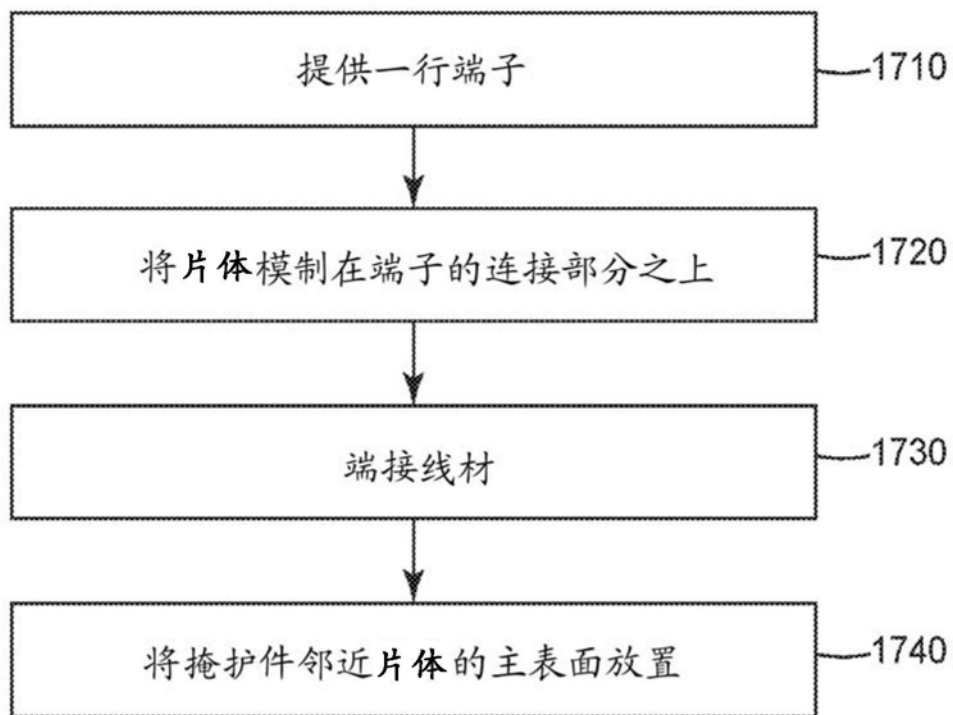 提供一行端子
1710
将片体模制在端子的连接部分之上
1720
端接线材
1730
将掩护件邻近片体的主表面放置
1740